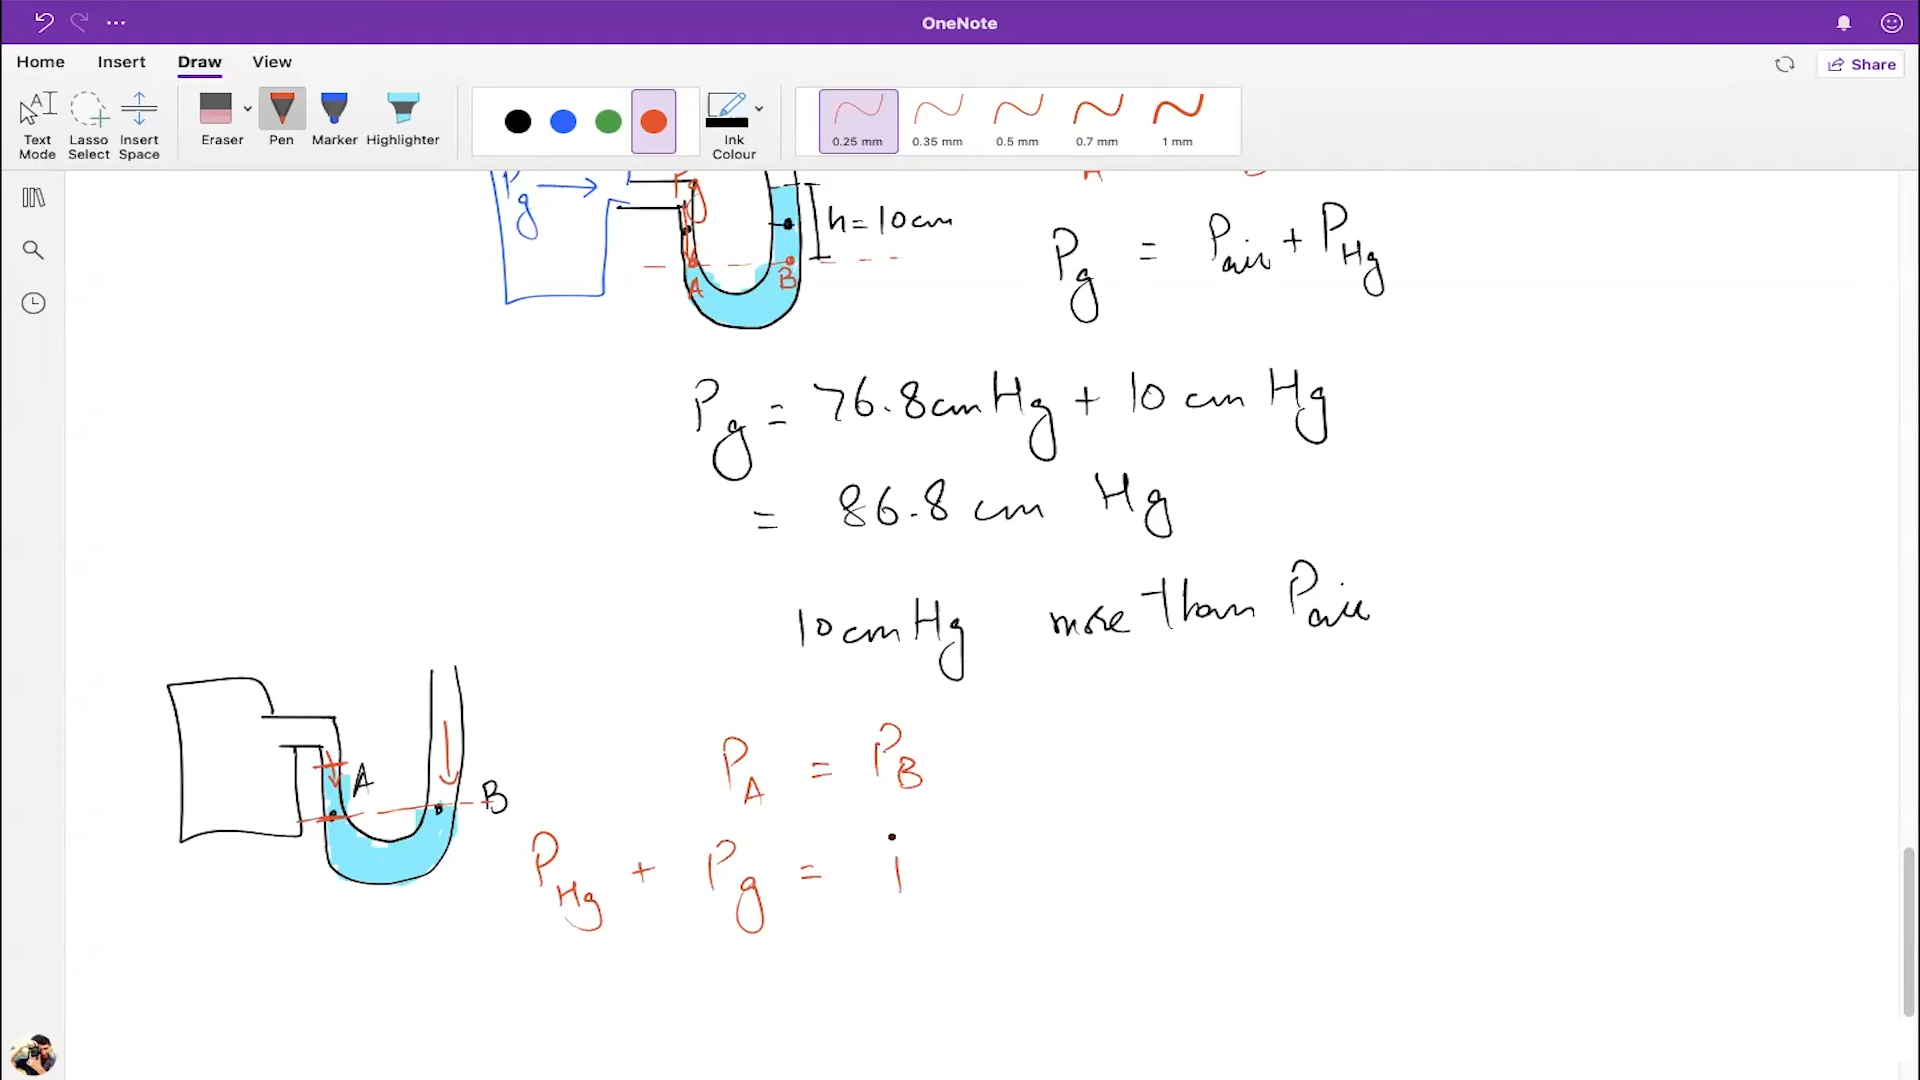 OneNote
Home Insert Draw View
Share
Text Mode
Lasso Select
Insert Space
Eraser
Pen
Marker
Highlighter
Ink Colour
0.25 mm
0.35 mm
0.5 mm
0.7 mm
1 mm
Pg
Pg
h = 10 cm
A B
Pg = Pair + PHg
Pg = 76.8 cm Hg + 10 cm Hg
= 86.8 cm Hg
10 cm Hg more than Pair
A
B
PA = PB
PHg + Pg =